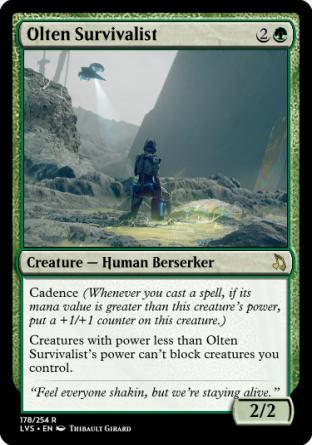 Olten Survivalist 2
Creature — Human Berserker
Cadence (Whenever you cast a spell, if its
mana value is greater than this creature's power,
put a +1/+1 counter on this creature.)
Creatures with power less than Olten
Survivalist's power can't block creatures you
control.
“Feel everyone shakin, but we're staying alive.”
2/2
178/254 R
LVS • EN Thibault Girard